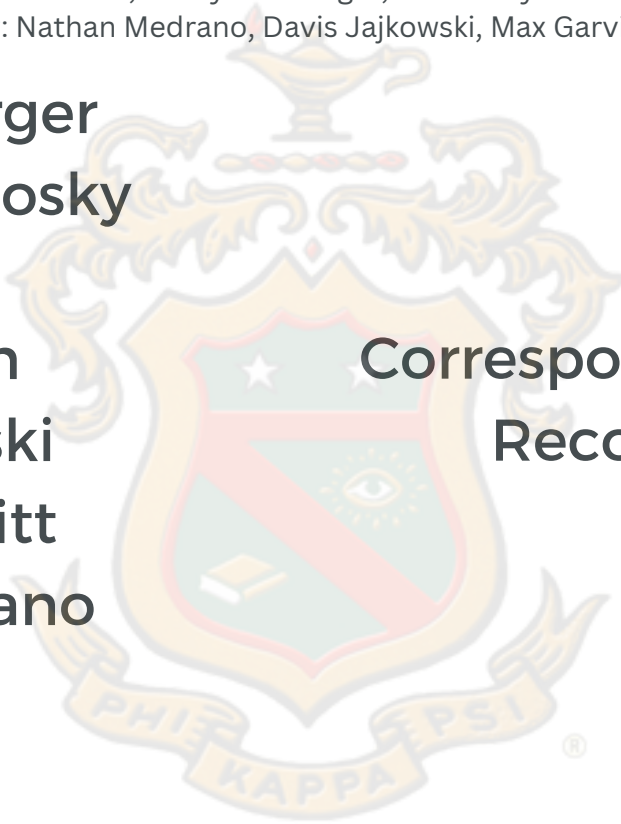 : Nathan Medrano, Davis Jajkowski, Max Garv
rger
osky
n
Correspo
ski
Reco
itt
ano
PHI
KAPPA
PSI
®